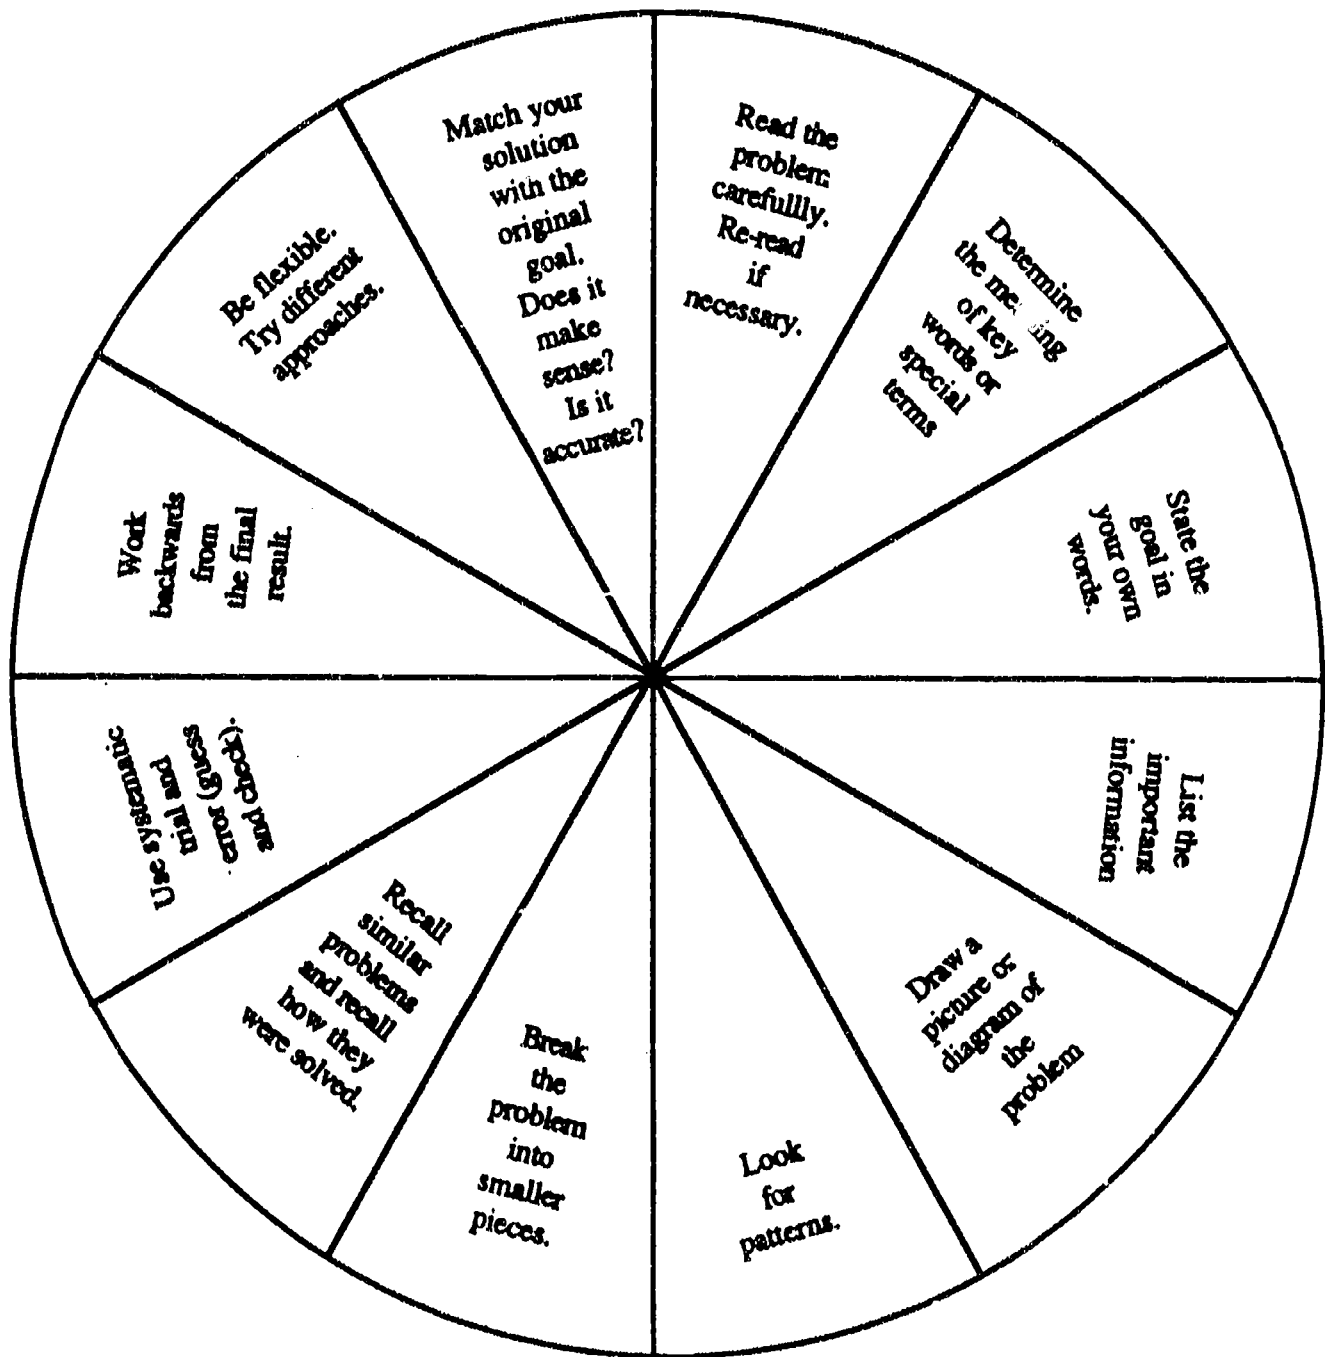 Read the
problem
carefullly.
Re-read
if
necessary.
Determine
the me ing
of key
words or
special
terms
State the
goal in
your own
words.
List the
important
information
Draw a
picture or
diagram of
the
problem
Look
for
patterns.
Break
the
problem
into
smaller
pieces.
Recall
similar
problems
and recall
how they
were solved.
Use systematic
trial and
error (guess
and check).
Work
backwards
from
the final
result.
Be flexible.
Try different
approaches.
Match your
solution
with the
original
goal.
Does it
make
sense?
Is it
accurate?